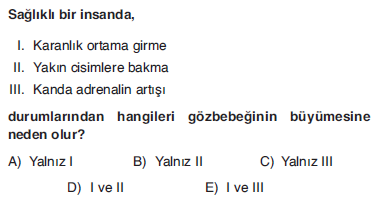 Sağlıklı bir insanda,
I. Karanlık ortama girme
II. Yakın cisimlere bakma
III. Kanda adrenalin artışı
durumlarından hangileri gözbebeğinin büyümesine
neden olur?
A) Yalnız I B) Yalnız II C) Yalnız III
D) I ve II E) I ve III